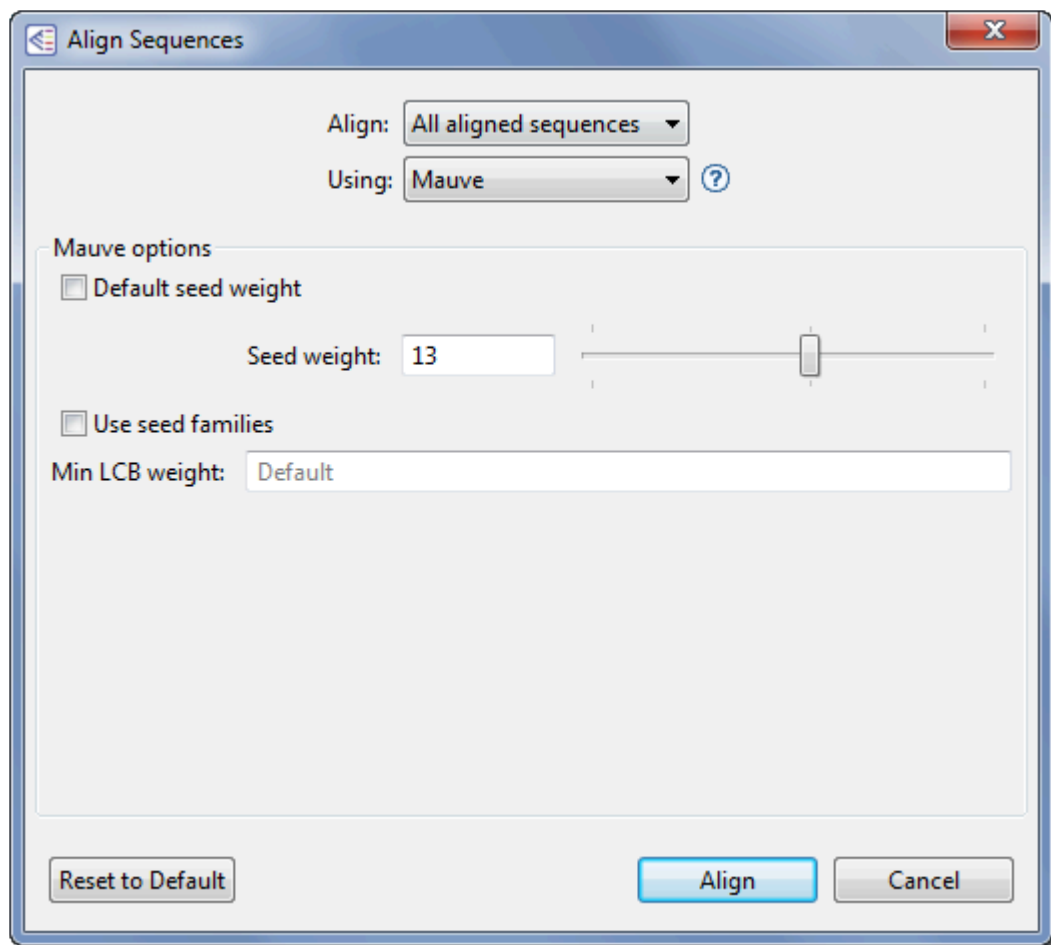 Align Sequences
Align: All aligned sequences
Using: Mauve ?
Mauve options
Default seed weight
Seed weight: 13
Use seed families
Min LCB weight: Default
Reset to Default Align Cancel